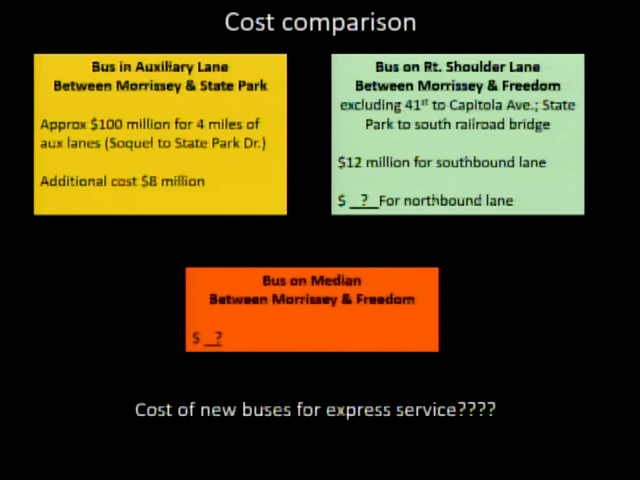 Cost comparison
Bus in Auxiliary Lane
Between Morrissey & State Park
Approx $100 million for 4 miles of
aux lanes (Soquel to State Park Dr.)
Additional cost $8 million
Bus on Rt. Shoulder Lane
Between Morrissey & Freedom
excluding 41st to Capitola Ave.; State
Park to south railroad bridge
$12 million for southbound lane
$ _?_For northbound lane
Bus on Median
Between Morrissey & Freedom
$ _?
Cost of new buses for express service????